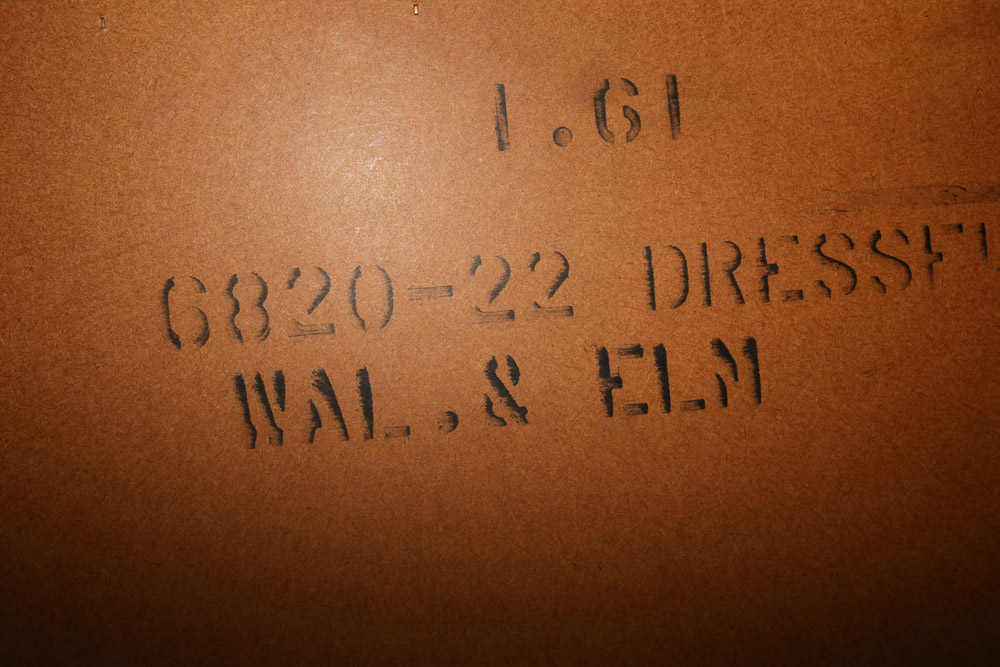 1.61
6820-22 DRESSE
WAL. & ELM